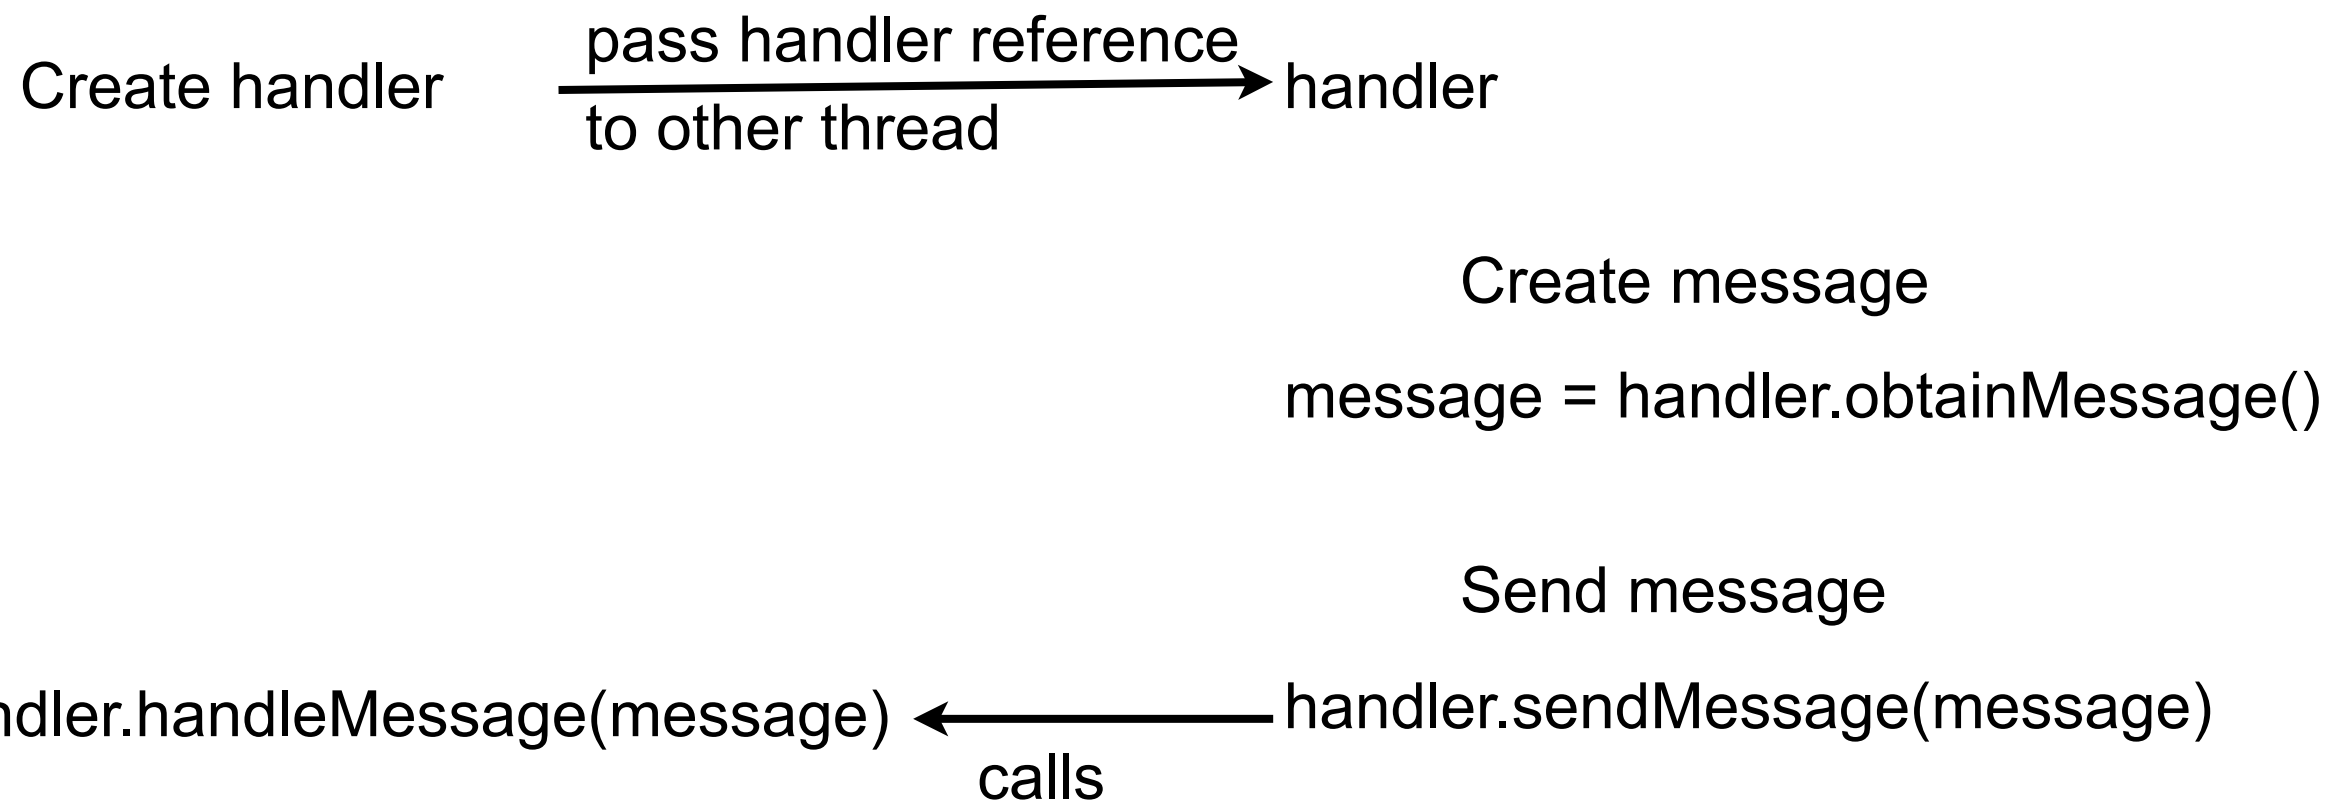 pass handler reference
Create handler
handler
to other thread
Create message
message = handler.obtainMessage()
Send message
ndler.handleMessage(message)
handler.sendMessage(message)
calls